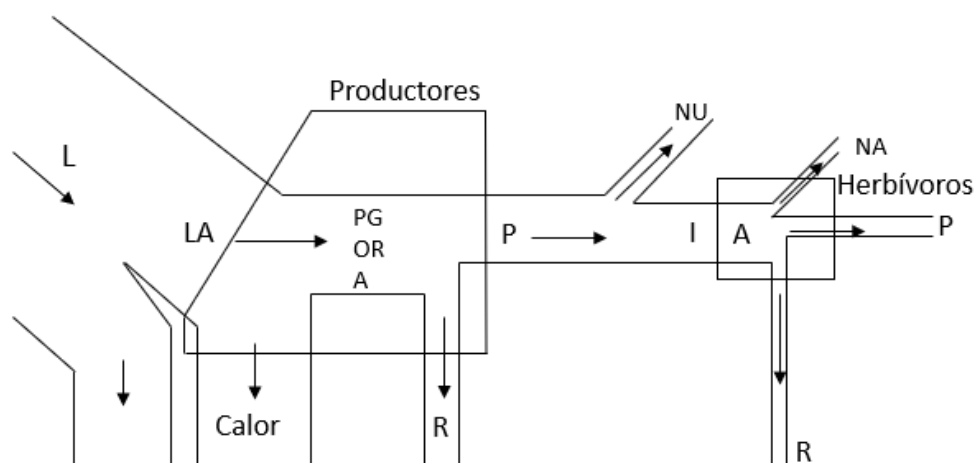 Productores
NU
NA
L
Herbívoros
LA
PG
OR
A
P
I
A
P
Calor
R
R